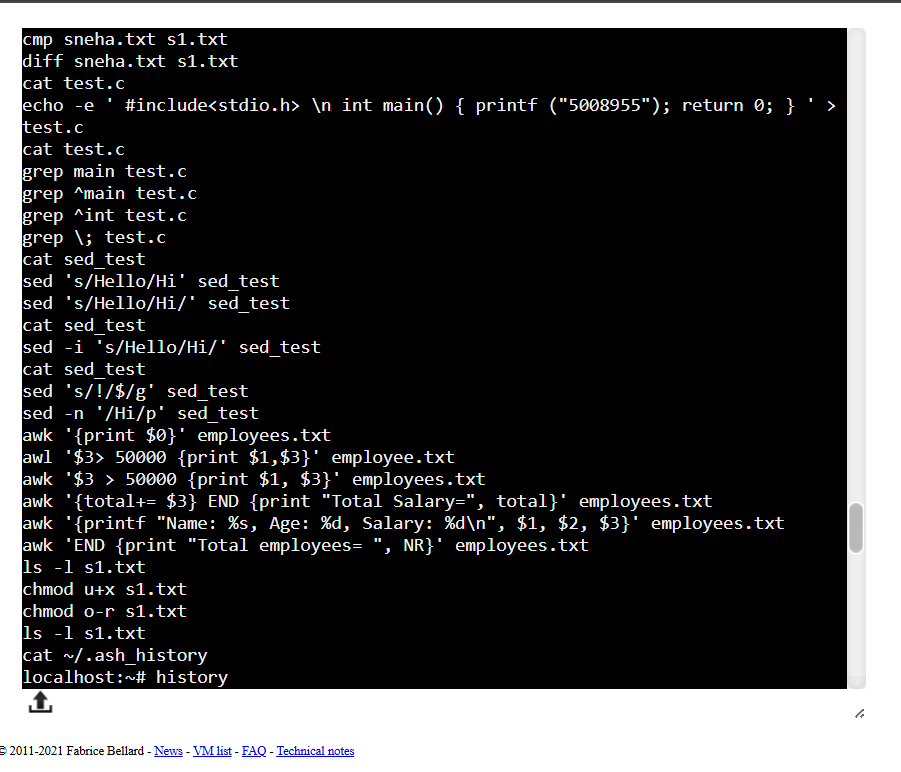 cmp sneha.txt s1.txt
diff sneha.txt s1.txt
cat test.c
echo -e ' #include<stdio.h> \n int main() { printf ("5008955"); return 0; } ' >
test.c
cat test.c
grep main test.c
grep ^main test.c
grep ^int test.c
grep \; test.c
cat sed_test
sed 's/Hello/Hi' sed_test
sed 's/Hello/Hi/' sed_test
cat sed_test
sed -i 's/Hello/Hi/' sed_test
cat sed_test
sed 's/!/$/g' sed_test
sed -n '/Hi/p' sed_test
awk '{print $0}' employees.txt
awl '$3> 50000 {print $1,$3}' employee.txt
awk '$3 > 50000 {print $1, $3}' employees.txt
awk '{total+= $3} END {print "Total Salary=", total}' employees.txt
awk '{printf "Name: %s, Age: %d, Salary: %d\n", $1, $2, $3}' employees.txt
awk 'END {print "Total employees= ", NR}' employees.txt
ls -l s1.txt
chmod u+x s1.txt
chmod o-r s1.txt
ls -l s1.txt
cat ~/.ash_history
localhost:~# history
© 2011-2021 Fabrice Bellard - News - VM list - FAQ - Technical notes